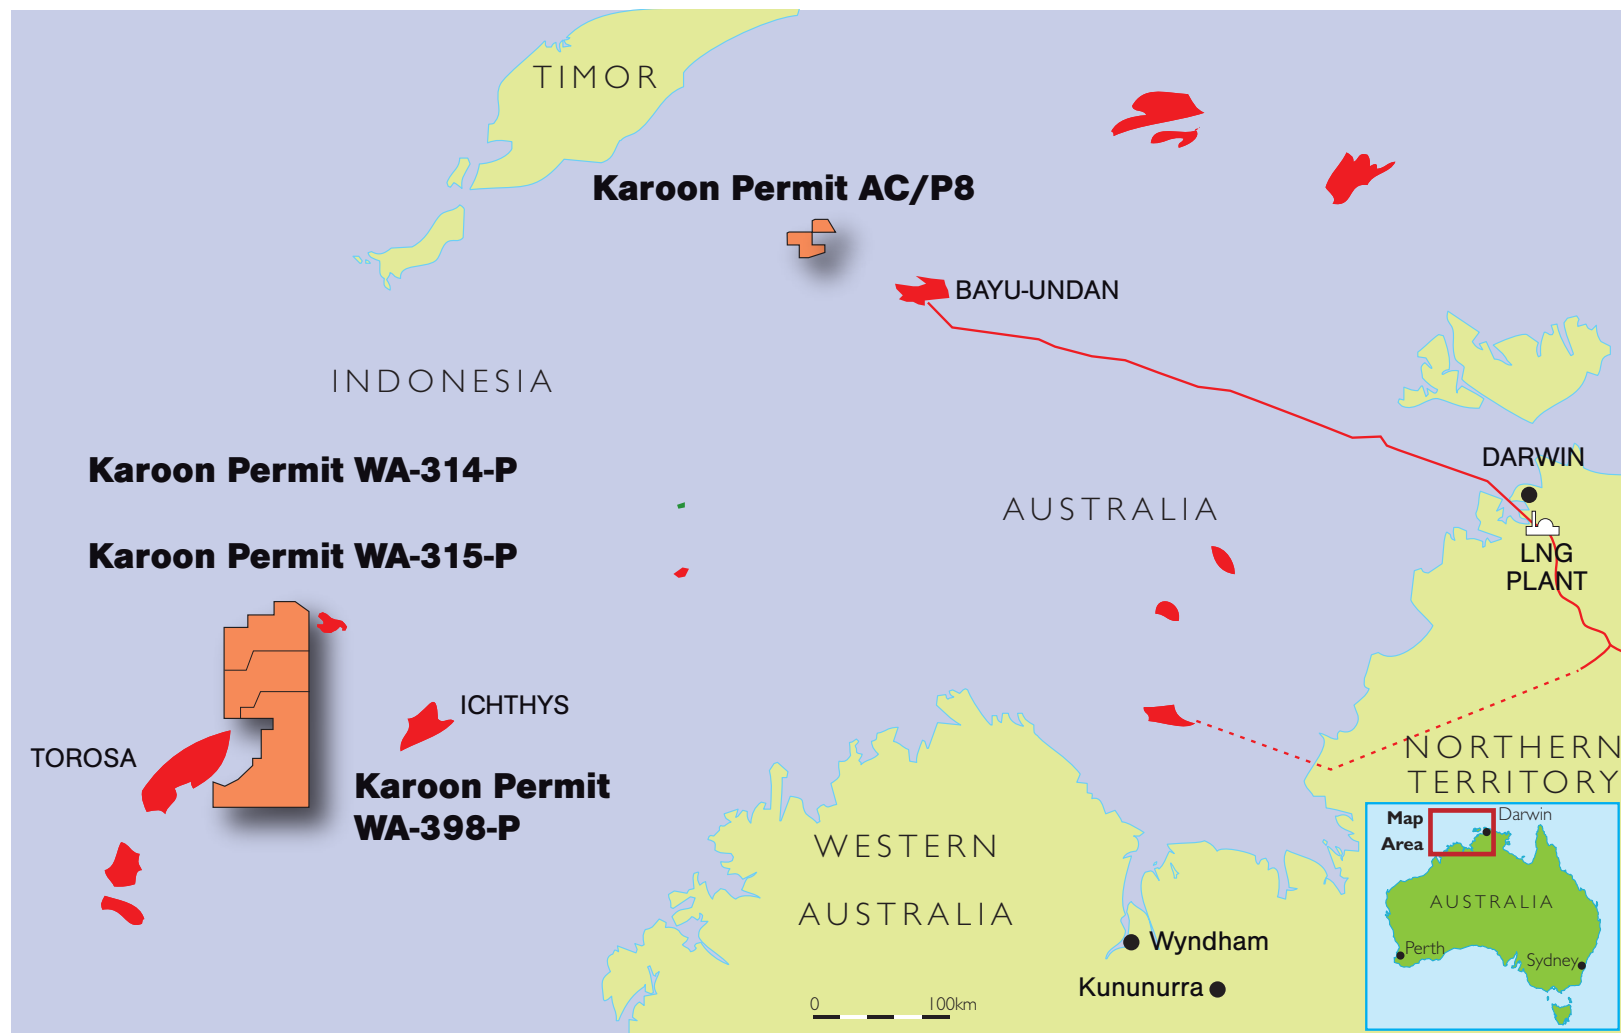 TIMOR
Karoon Permit AC/P8
BAYU-UNDAN
INDONESIA
Karoon Permit WA-314-P
DARWIN
AUSTRALIA
Karoon Permit WA-315-P
LNG
PLANT
ICHTHYS
TOROSA
NORTHERN
TERRITORY
Karoon Permit
WA-398-P
WESTERN
AUSTRALIA
Wyndham
Kununurra
0 100km
Map
Area
Darwin
AUSTRALIA
Perth
Sydney